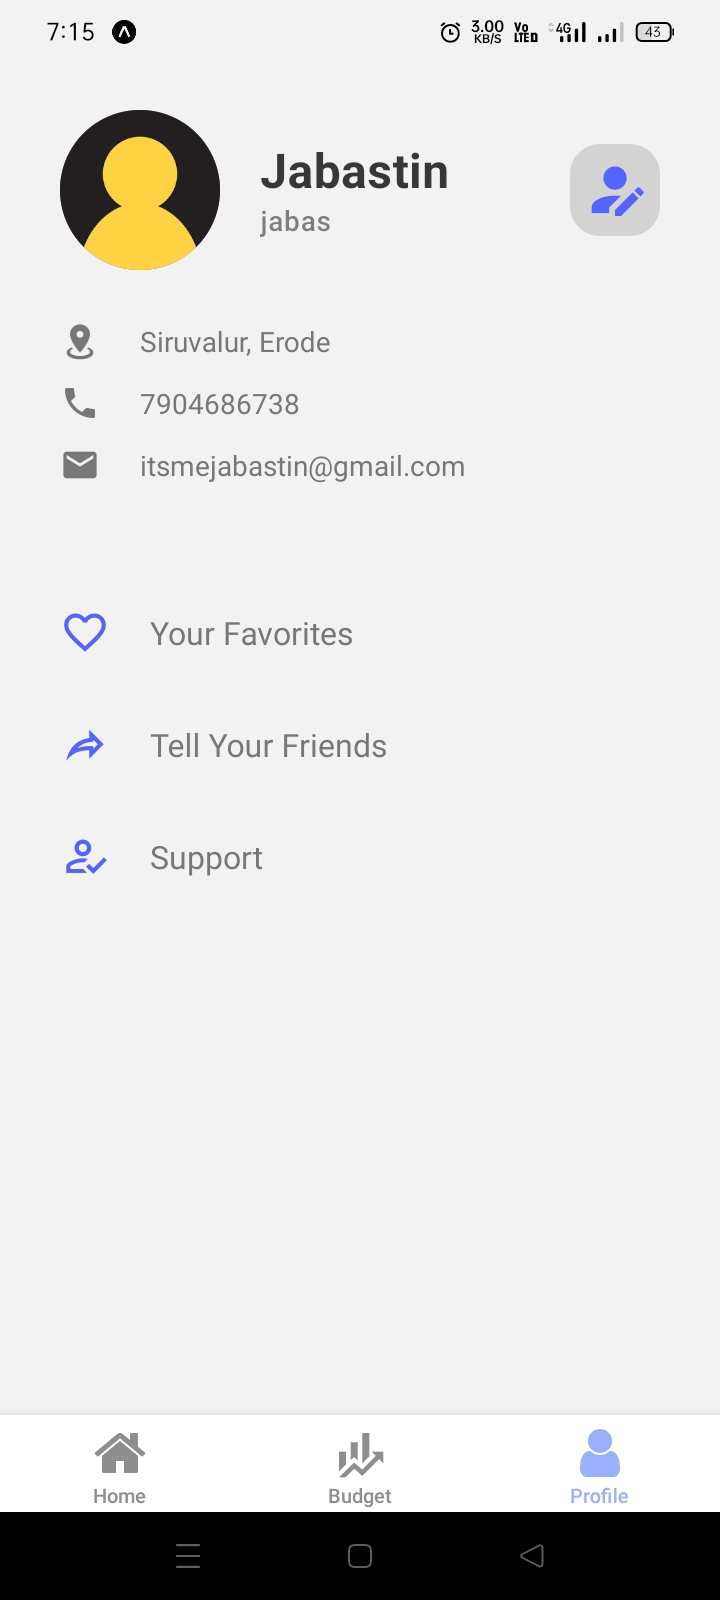 7:15
3.00 KB/S Vo LTE 4G 43
Jabastin
jabas
Siruvalur, Erode
7904686738
itsmejabastin@gmail.com
Your Favorites
Tell Your Friends
Support
Home Budget Profile